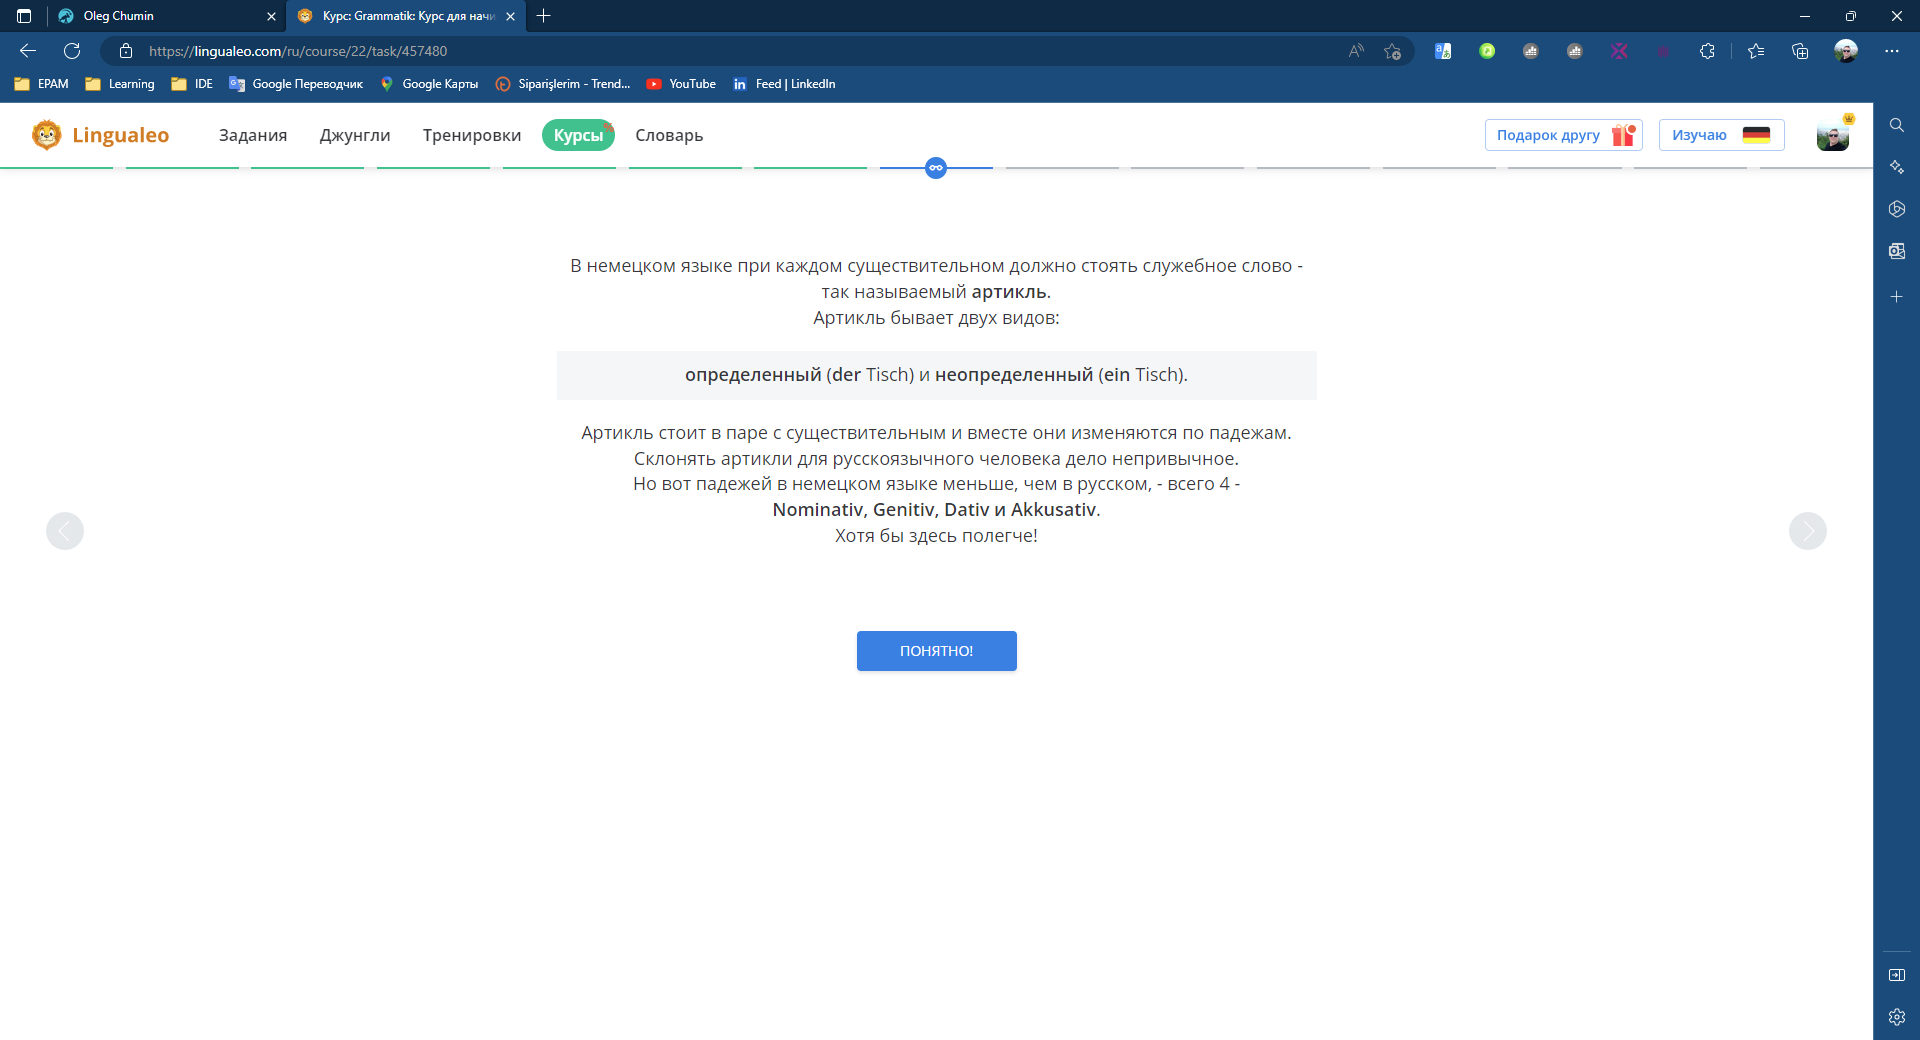 Oleg Chumin
Курс: Grammatik: Курс для начи
https://lingualeo.com/ru/course/22/task/457480
EPAM
Learning
IDE
Google Переводчик
Google Карты
Siparişlerim - Trend...
YouTube
Feed | LinkedIn
Lingualeo
Задания
Джунгли
Тренировки
Курсы
Словарь
Подарок другу
Изучаю
В немецком языке при каждом существительном должно стоять служебное слово -
так называемый артикль.
Артикль бывает двух видов:
определенный (der Tisch) и неопределенный (ein Tisch).
Артикль стоит в паре с существительным и вместе они изменяются по падежам.
Склонять артикли для русскоязычного человека дело непривычное.
Но вот падежей в немецком языке меньше, чем в русском, - всего 4 -
Nominativ, Genitiv, Dativ и Akkusativ.
Хотя бы здесь полегче!
ПОНЯТНО!